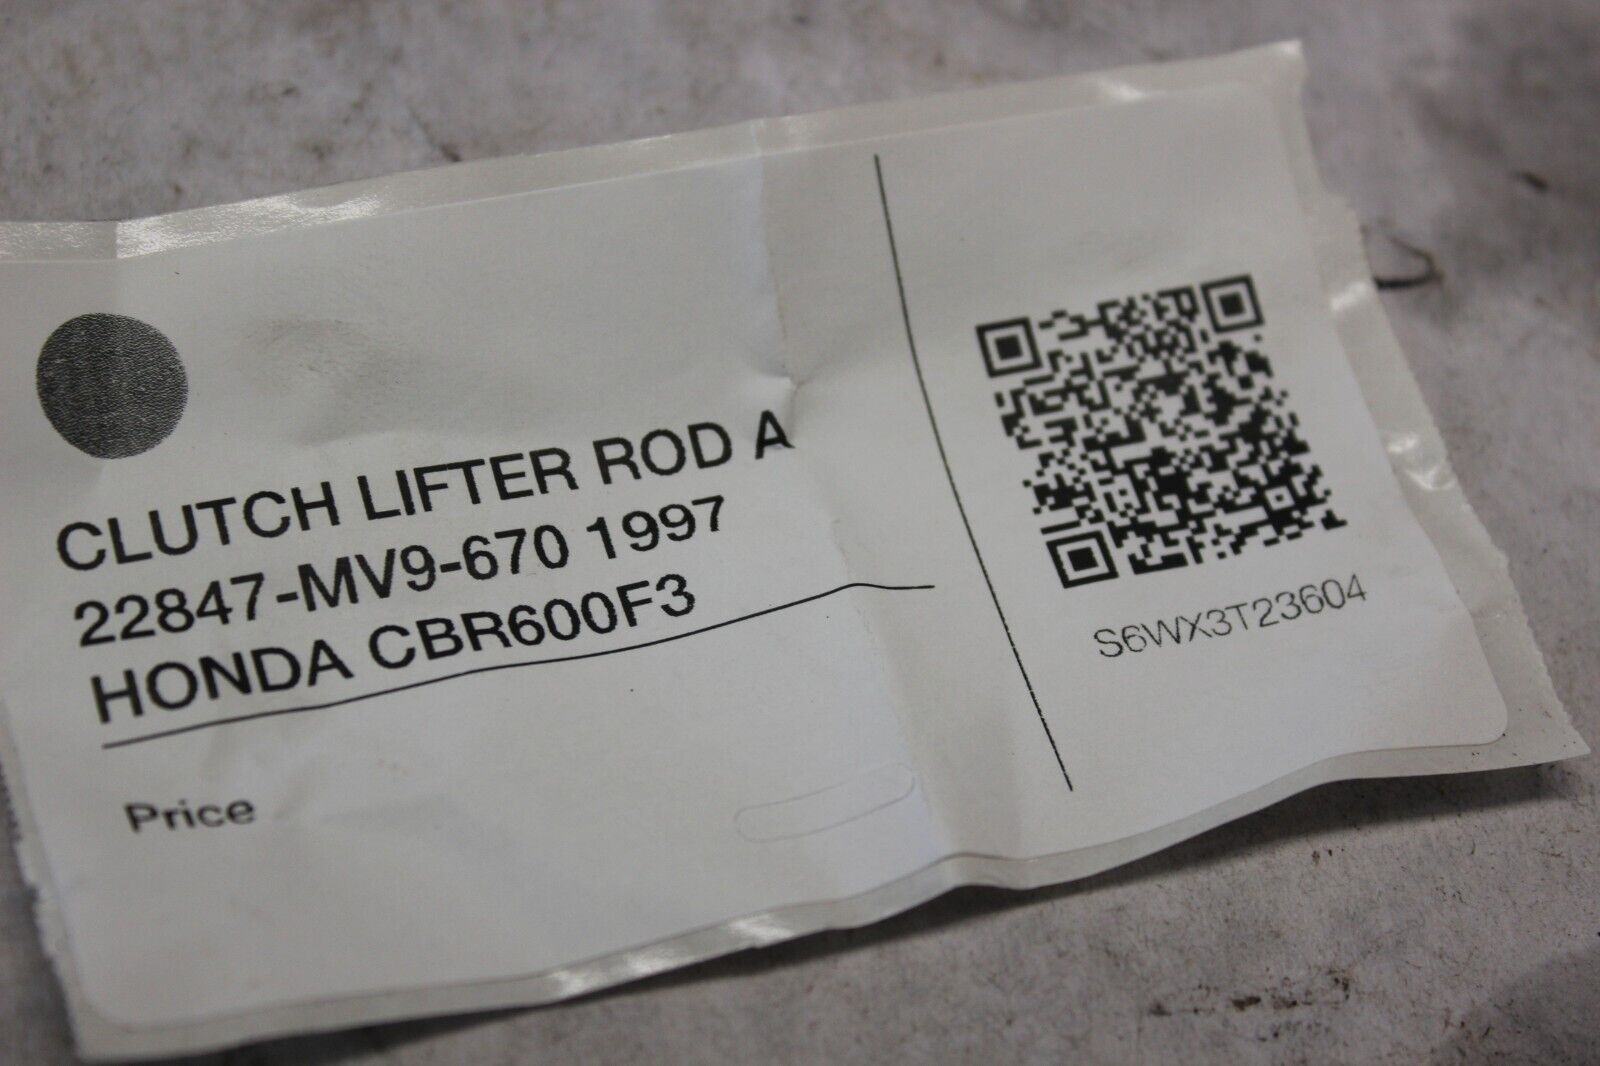 CLUTCH LIFTER ROD A
22847-MV9-670 1997
HONDA CBR600F3
Price
S6WX3T23604